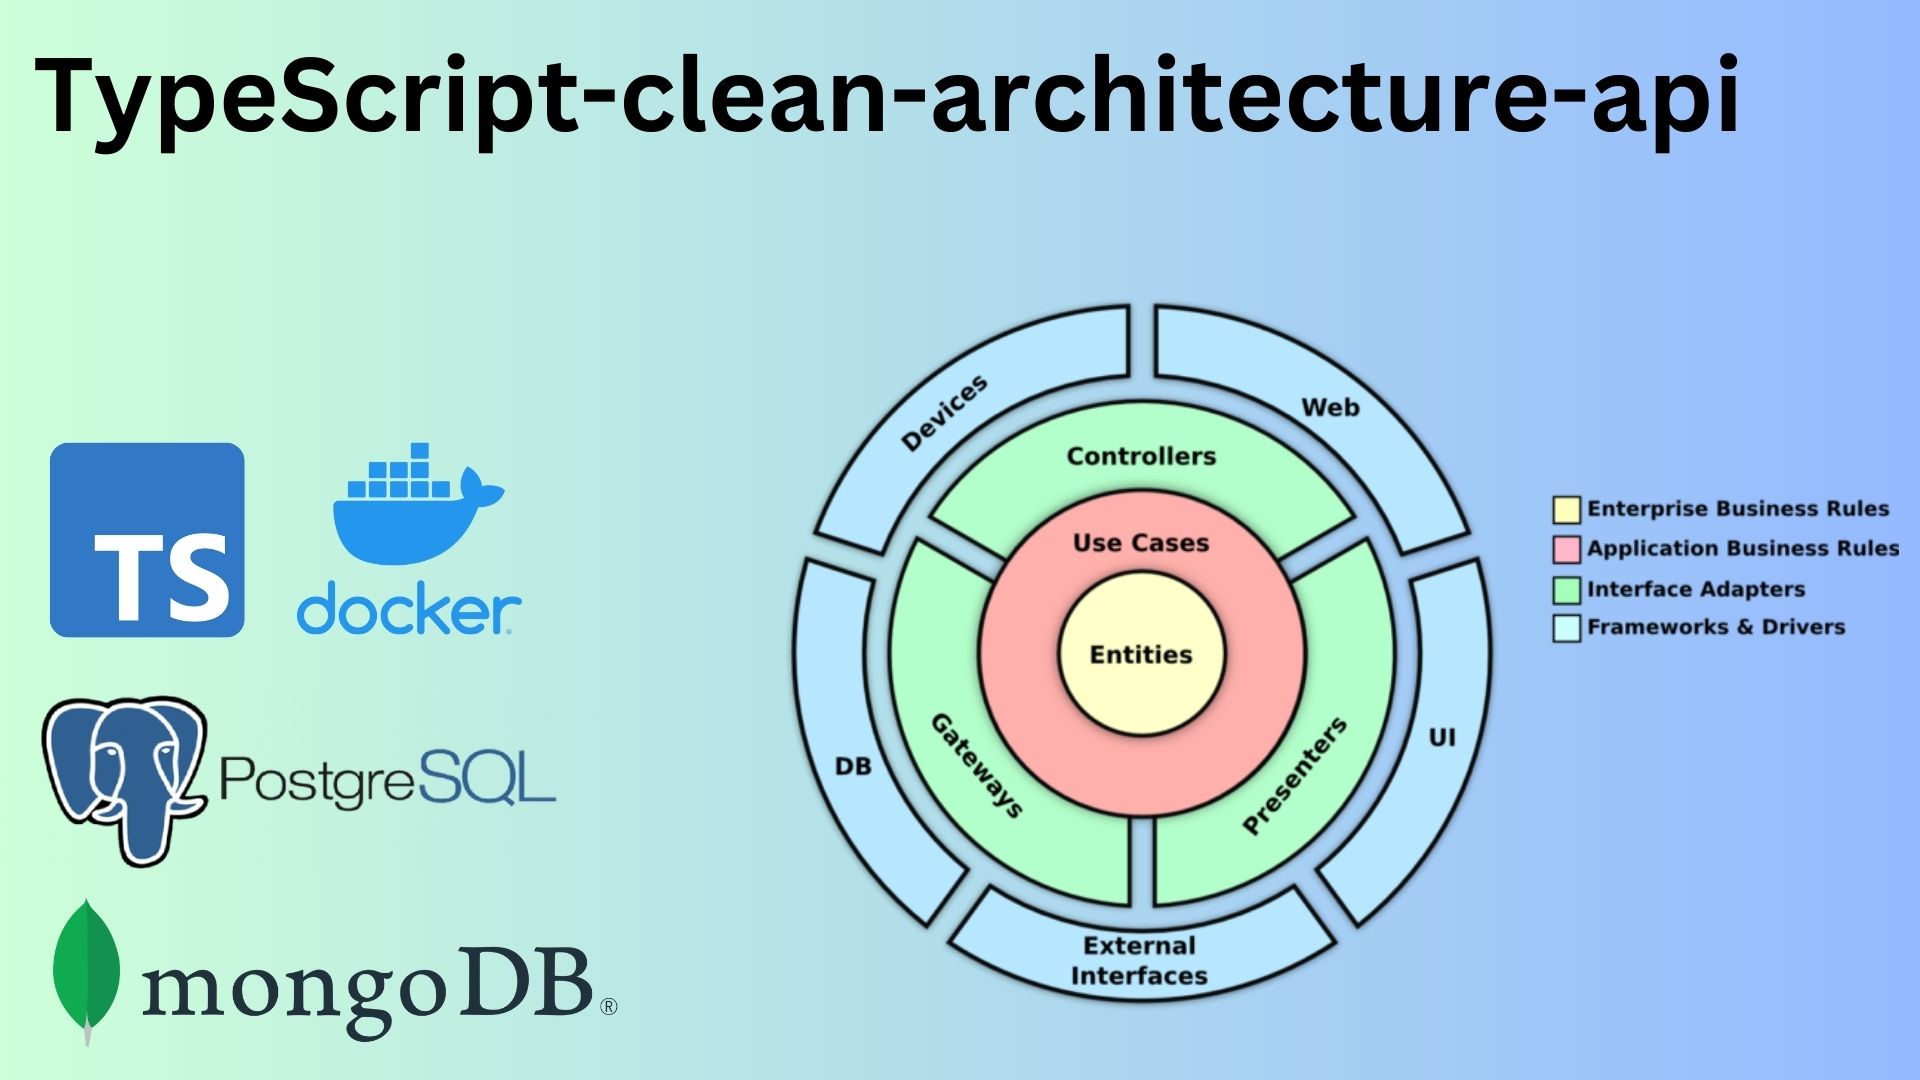 TypeScript-clean-architecture-api
TS
docker
PostgreSQL
mongoDB®
Devices
Web
Controllers
Use Cases
Entities
Gateways
Presenters
DB
UI
External
Interfaces
Enterprise Business Rules
Application Business Rules
Interface Adapters
Frameworks & Drivers